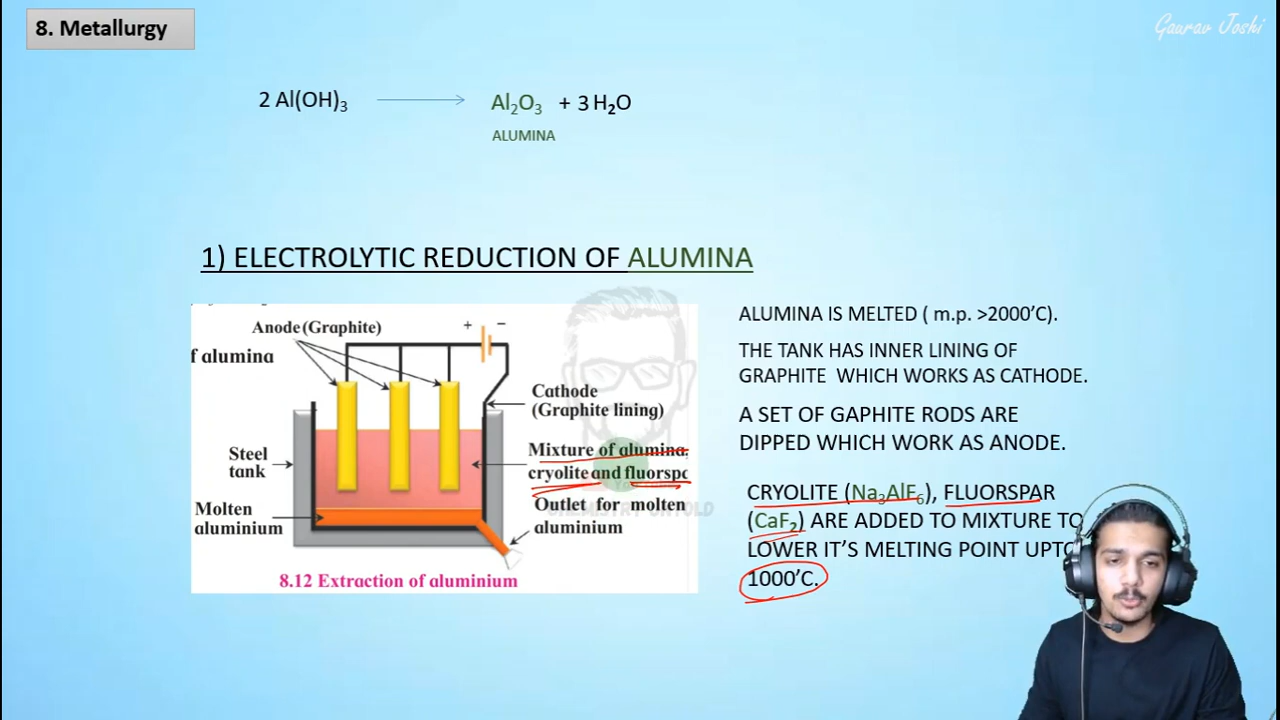 8. Metallurgy
Gaurav Joshi
2 Al(OH)₃ → Al₂O₃ + 3 H₂O
ALUMINA
1) ELECTROLYTIC REDUCTION OF ALUMINA
Anode (Graphite)
+ −
f alumina
Cathode
(Graphite lining)
Steel
tank
Mixture of alumina,
cryolite and fluorspa
Molten
aluminium
Outlet for molten
aluminium
8.12 Extraction of aluminium
CHEMISTRY UNTOLD
ALUMINA IS MELTED ( m.p. >2000'C).
THE TANK HAS INNER LINING OF
GRAPHITE WHICH WORKS AS CATHODE.
A SET OF GAPHITE RODS ARE
DIPPED WHICH WORK AS ANODE.
CRYOLITE (Na₃AlF₆), FLUORSPAR
(CaF₂) ARE ADDED TO MIXTURE TO
LOWER IT'S MELTING POINT UPTO
1000'C.